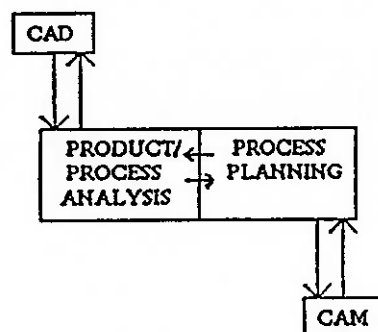 CAD
PRODUCT/
PROCESS
ANALYSIS
PROCESS
PLANNING
CAM